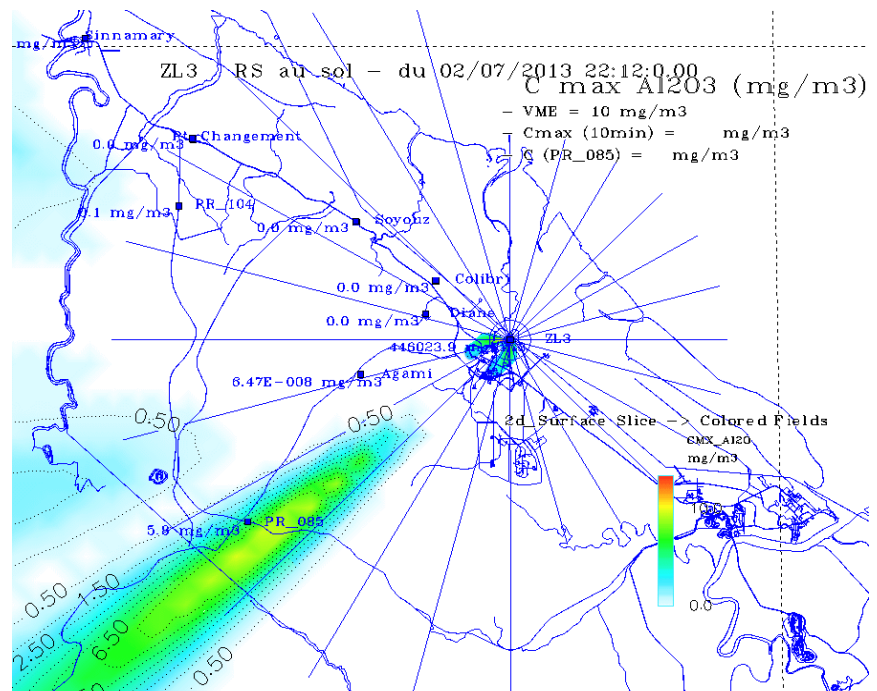 Sinnamary
mg/m3
ZL3 - RS au sol - du 02/07/2013 22:12:0.00
C max Al2O3 (mg/m3)
- VME = 10 mg/m3
- Cmax (10min) = mg/m3
- C (PR_085) = mg/m3
Changement
0.0 mg/m3
PR_104
0.1 mg/m3
Soyouz
0.0 mg/m3
Colibri
0.0 mg/m3
Diane
0.0 mg/m3
ZL3
446023.9
Agami
6.47E-008 mg/m3
0.50
0.50
2d_Surface Slice -> Colored Fields
CMX_Al2O
mg/m3
0.0
PR_085
5.8 mg/m3
0.50
1.50
2.50
6.50
0.50